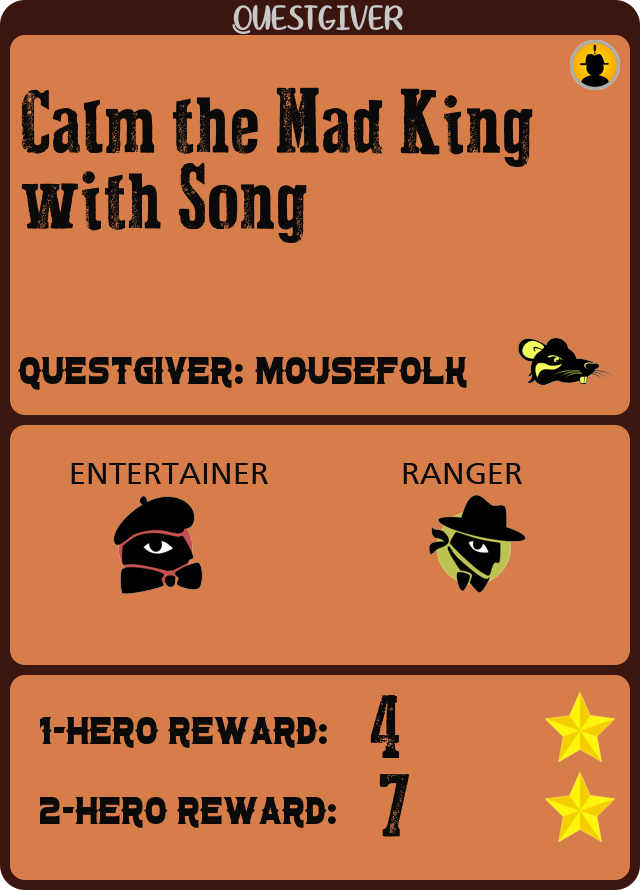 QUESTGIVER
Calm the Mad King
with Song
QUESTGIVER: MOUSEFOLK
ENTERTAINER RANGER
1-HERO REWARD: 4
2-HERO REWARD: 7